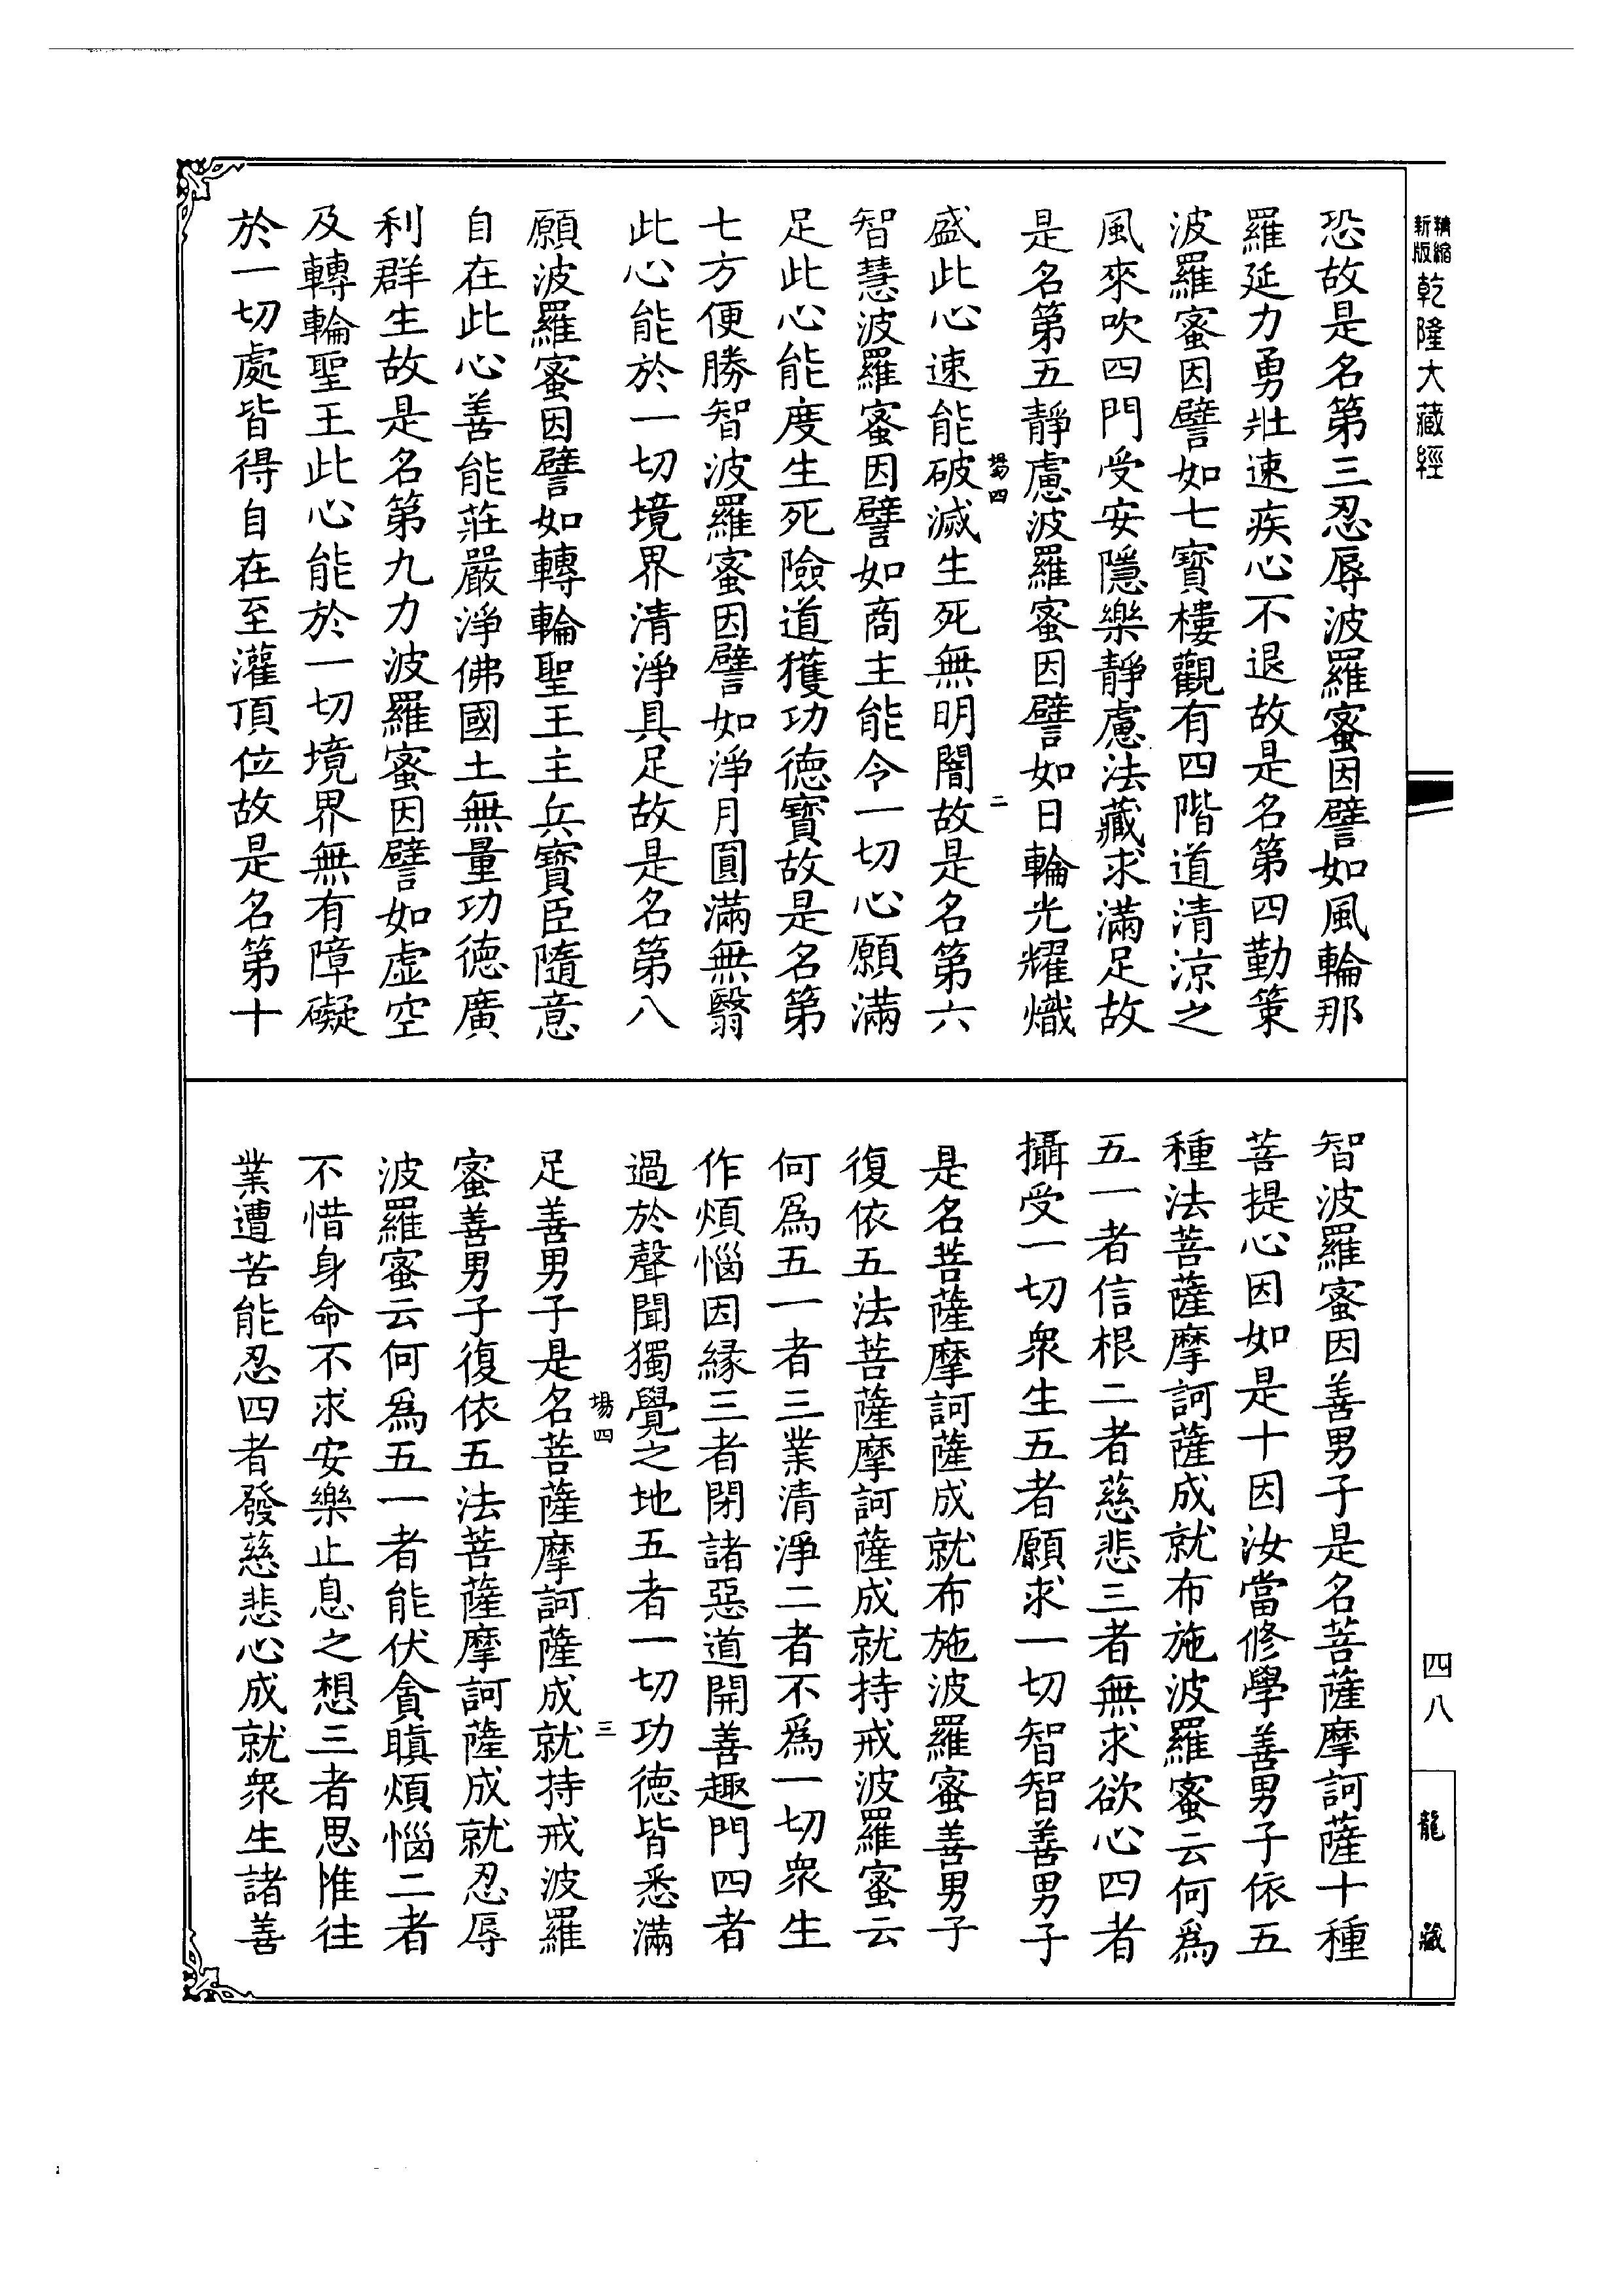 精縮新版乾隆大藏經
四八
龍藏
恐故是名第三忍辱波羅蜜因譬如風輪那
羅延力勇壯速疾心不退故是名第四勤策
波羅蜜因譬如七寶樓觀有四階道清涼之
風來吹四門受安隱樂靜慮法藏求滿足故
是名第五靜慮波羅蜜因譬如日輪光耀熾
場四
二
盛此心速能破滅生死無明闇故是名第六
智慧波羅蜜因譬如商主能令一切心願滿
足此心能度生死險道獲功德寶故是名第
七方便勝智波羅蜜因譬如淨月圓滿無翳
此心能於一切境界清淨具足故是名第八
願波羅蜜因譬如轉輪聖王主兵寶臣隨意
自在此心善能莊嚴淨佛國土無量功德廣
利群生故是名第九力波羅蜜因譬如虛空
及轉輪聖王此心能於一切境界無有障礙
於一切處皆得自在至灌頂位故是名第十
智波羅蜜因善男子是名菩薩摩訶薩十種
菩提心因如是十因汝當修學善男子依五
種法菩薩摩訶薩成就布施波羅蜜云何為
五一者信根二者慈悲三者無求欲心四者
攝受一切眾生五者願求一切智智善男子
是名菩薩摩訶薩成就布施波羅蜜善男子
復依五法菩薩摩訶薩成就持戒波羅蜜云
何為五一者三業清淨二者不為一切眾生
作煩惱因緣三者閉諸惡道開善趣門四者
過於聲聞獨覺之地五者一切功德皆悉滿
場四
三
足善男子是名菩薩摩訶薩成就持戒波羅
蜜善男子復依五法菩薩摩訶薩成就忍辱
波羅蜜云何為五一者能伏貪瞋煩惱二者
不惜身命不求安樂止息之想三者思惟往
業遭苦能忍四者發慈悲心成就眾生諸善